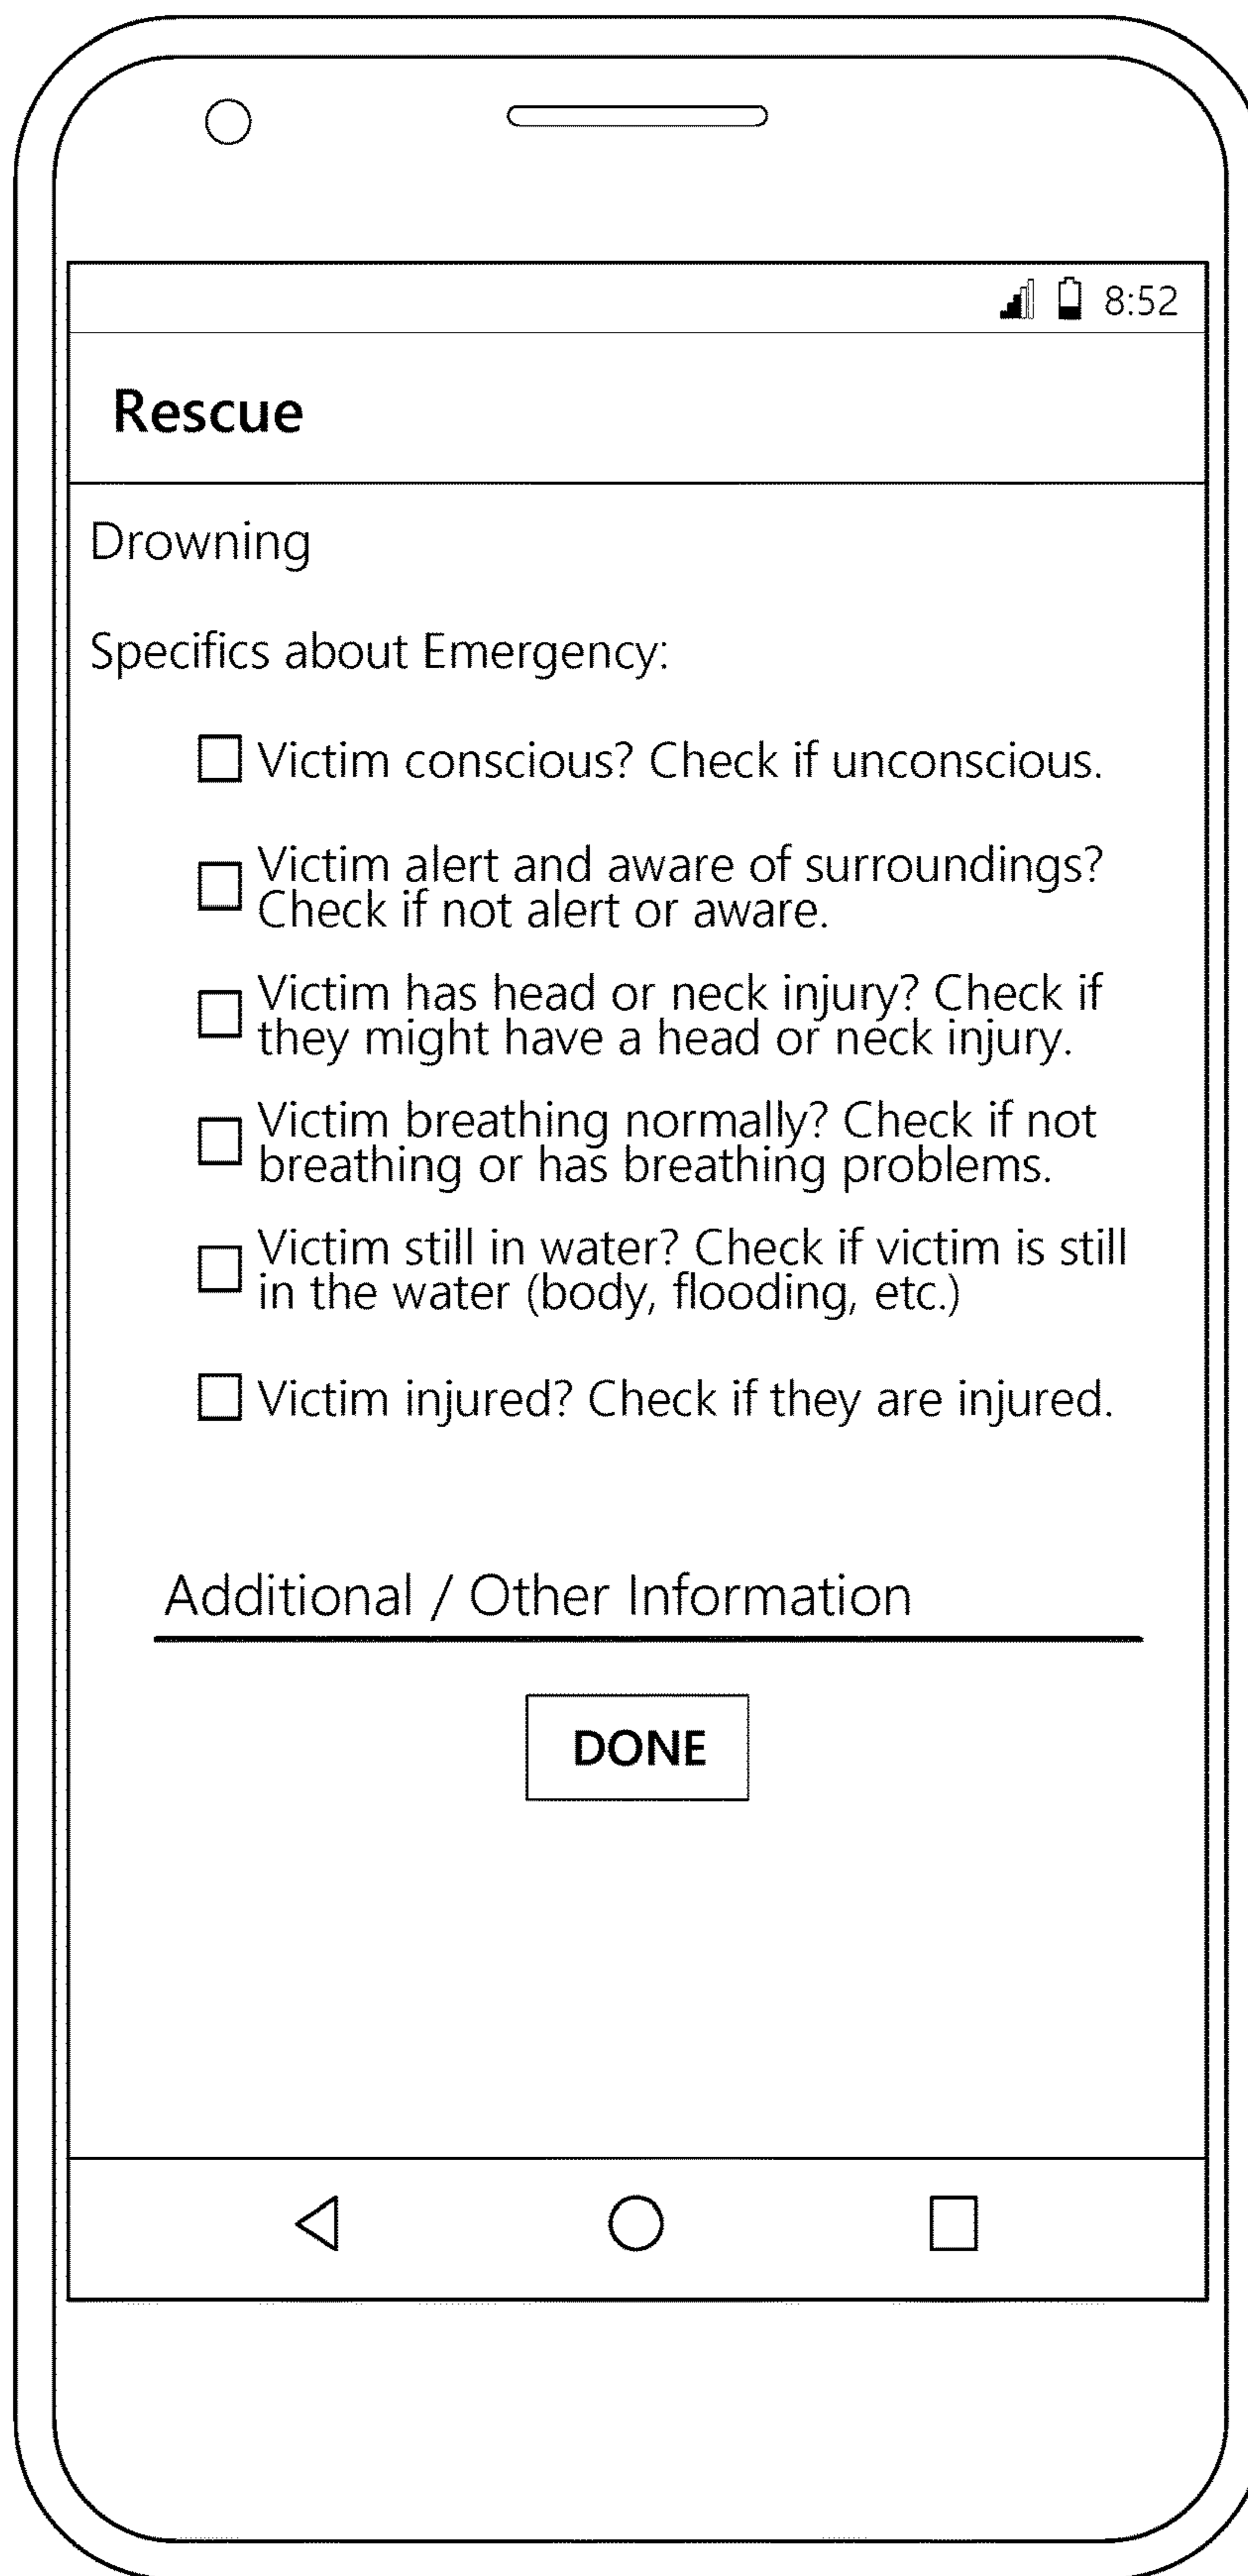 8:52
Rescue
Drowning
Specifics about Emergency:
Victim conscious? Check if unconscious.
Victim alert and aware of surroundings?
Check if not alert or aware.
Victim has head or neck injury? Check if
they might have a head or neck injury.
Victim breathing normally? Check if not
breathing or has breathing problems.
Victim still in water? Check if victim is still
in the water (body, flooding, etc.)
Victim injured? Check if they are injured.
Additional / Other Information
DONE